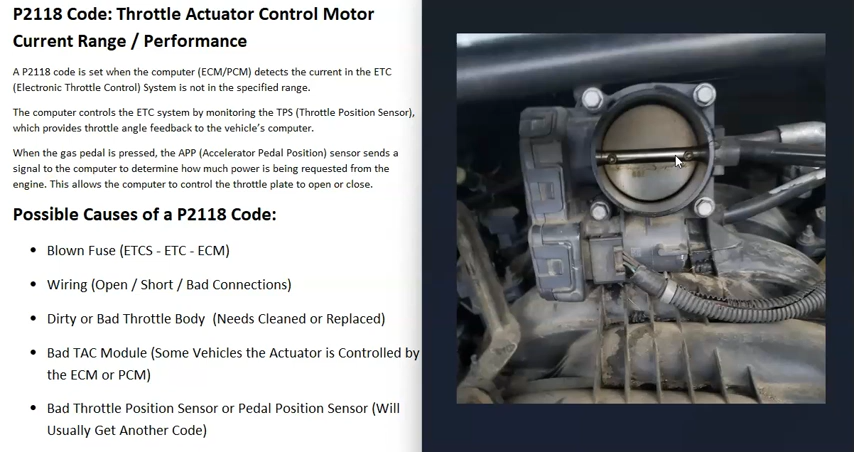 P2118 Code: Throttle Actuator Control Motor
Current Range / Performance
A P2118 code is set when the computer (ECM/PCM) detects the current in the ETC
(Electronic Throttle Control) System is not in the specified range.
The computer controls the ETC system by monitoring the TPS (Throttle Position Sensor),
which provides throttle angle feedback to the vehicle's computer.
When the gas pedal is pressed, the APP (Accelerator Pedal Position) sensor sends a
signal to the computer to determine how much power is being requested from the
engine. This allows the computer to control the throttle plate to open or close.
Possible Causes of a P2118 Code:
• Blown Fuse (ETCS - ETC - ECM)
• Wiring (Open / Short / Bad Connections)
• Dirty or Bad Throttle Body (Needs Cleaned or Replaced)
• Bad TAC Module (Some Vehicles the Actuator is Controlled by
the ECM or PCM)
• Bad Throttle Position Sensor or Pedal Position Sensor (Will
Usually Get Another Code)